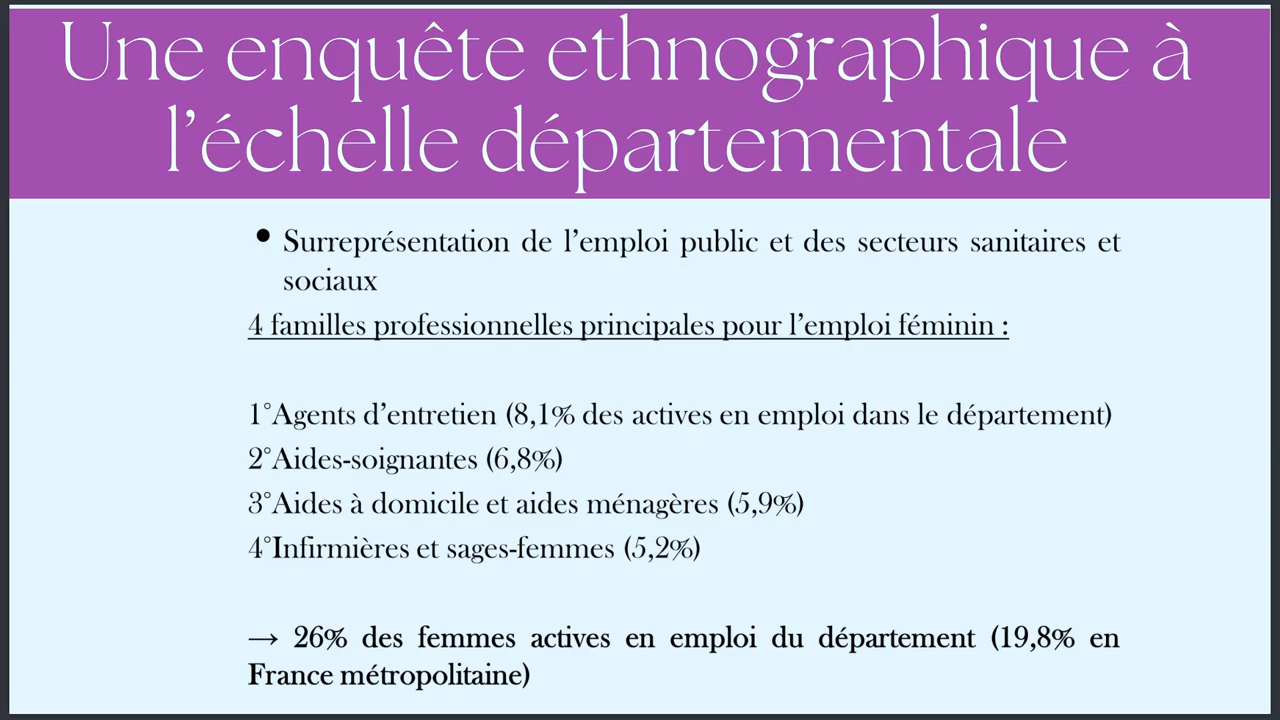 Une enquête ethnographique à
l’échelle départementale
• Surreprésentation de l’emploi public et des secteurs sanitaires et
sociaux
4 familles professionnelles principales pour l’emploi féminin :
1°Agents d’entretien (8,1% des actives en emploi dans le département)
2°Aides-soignantes (6,8%)
3°Aides à domicile et aides ménagères (5,9%)
4°Infirmières et sages-femmes (5,2%)
→ 26% des femmes actives en emploi du département (19,8% en
France métropolitaine)